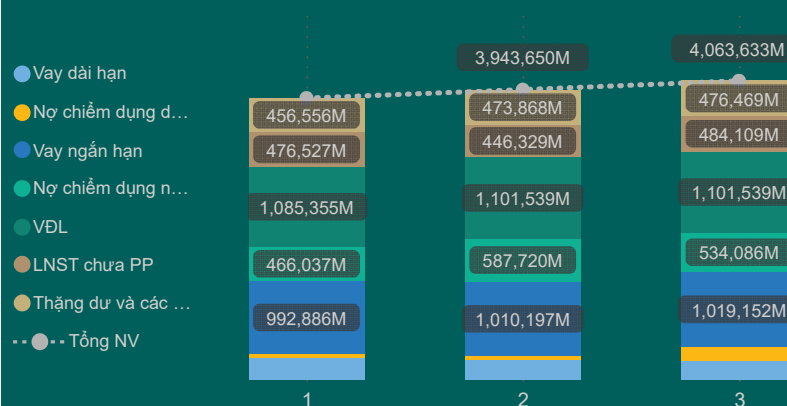 Vay dài hạn
Nợ chiếm dụng d…
Vay ngắn hạn
Nợ chiếm dụng n…
VĐL
LNST chưa PP
Thặng dư và các …
Tổng NV
3,943,650M
4,063,633M
456,556M
473,868M
476,469M
476,527M
446,329M
484,109M
1,085,355M
1,101,539M
1,101,539M
466,037M
587,720M
534,086M
992,886M
1,010,197M
1,019,152M
1
2
3